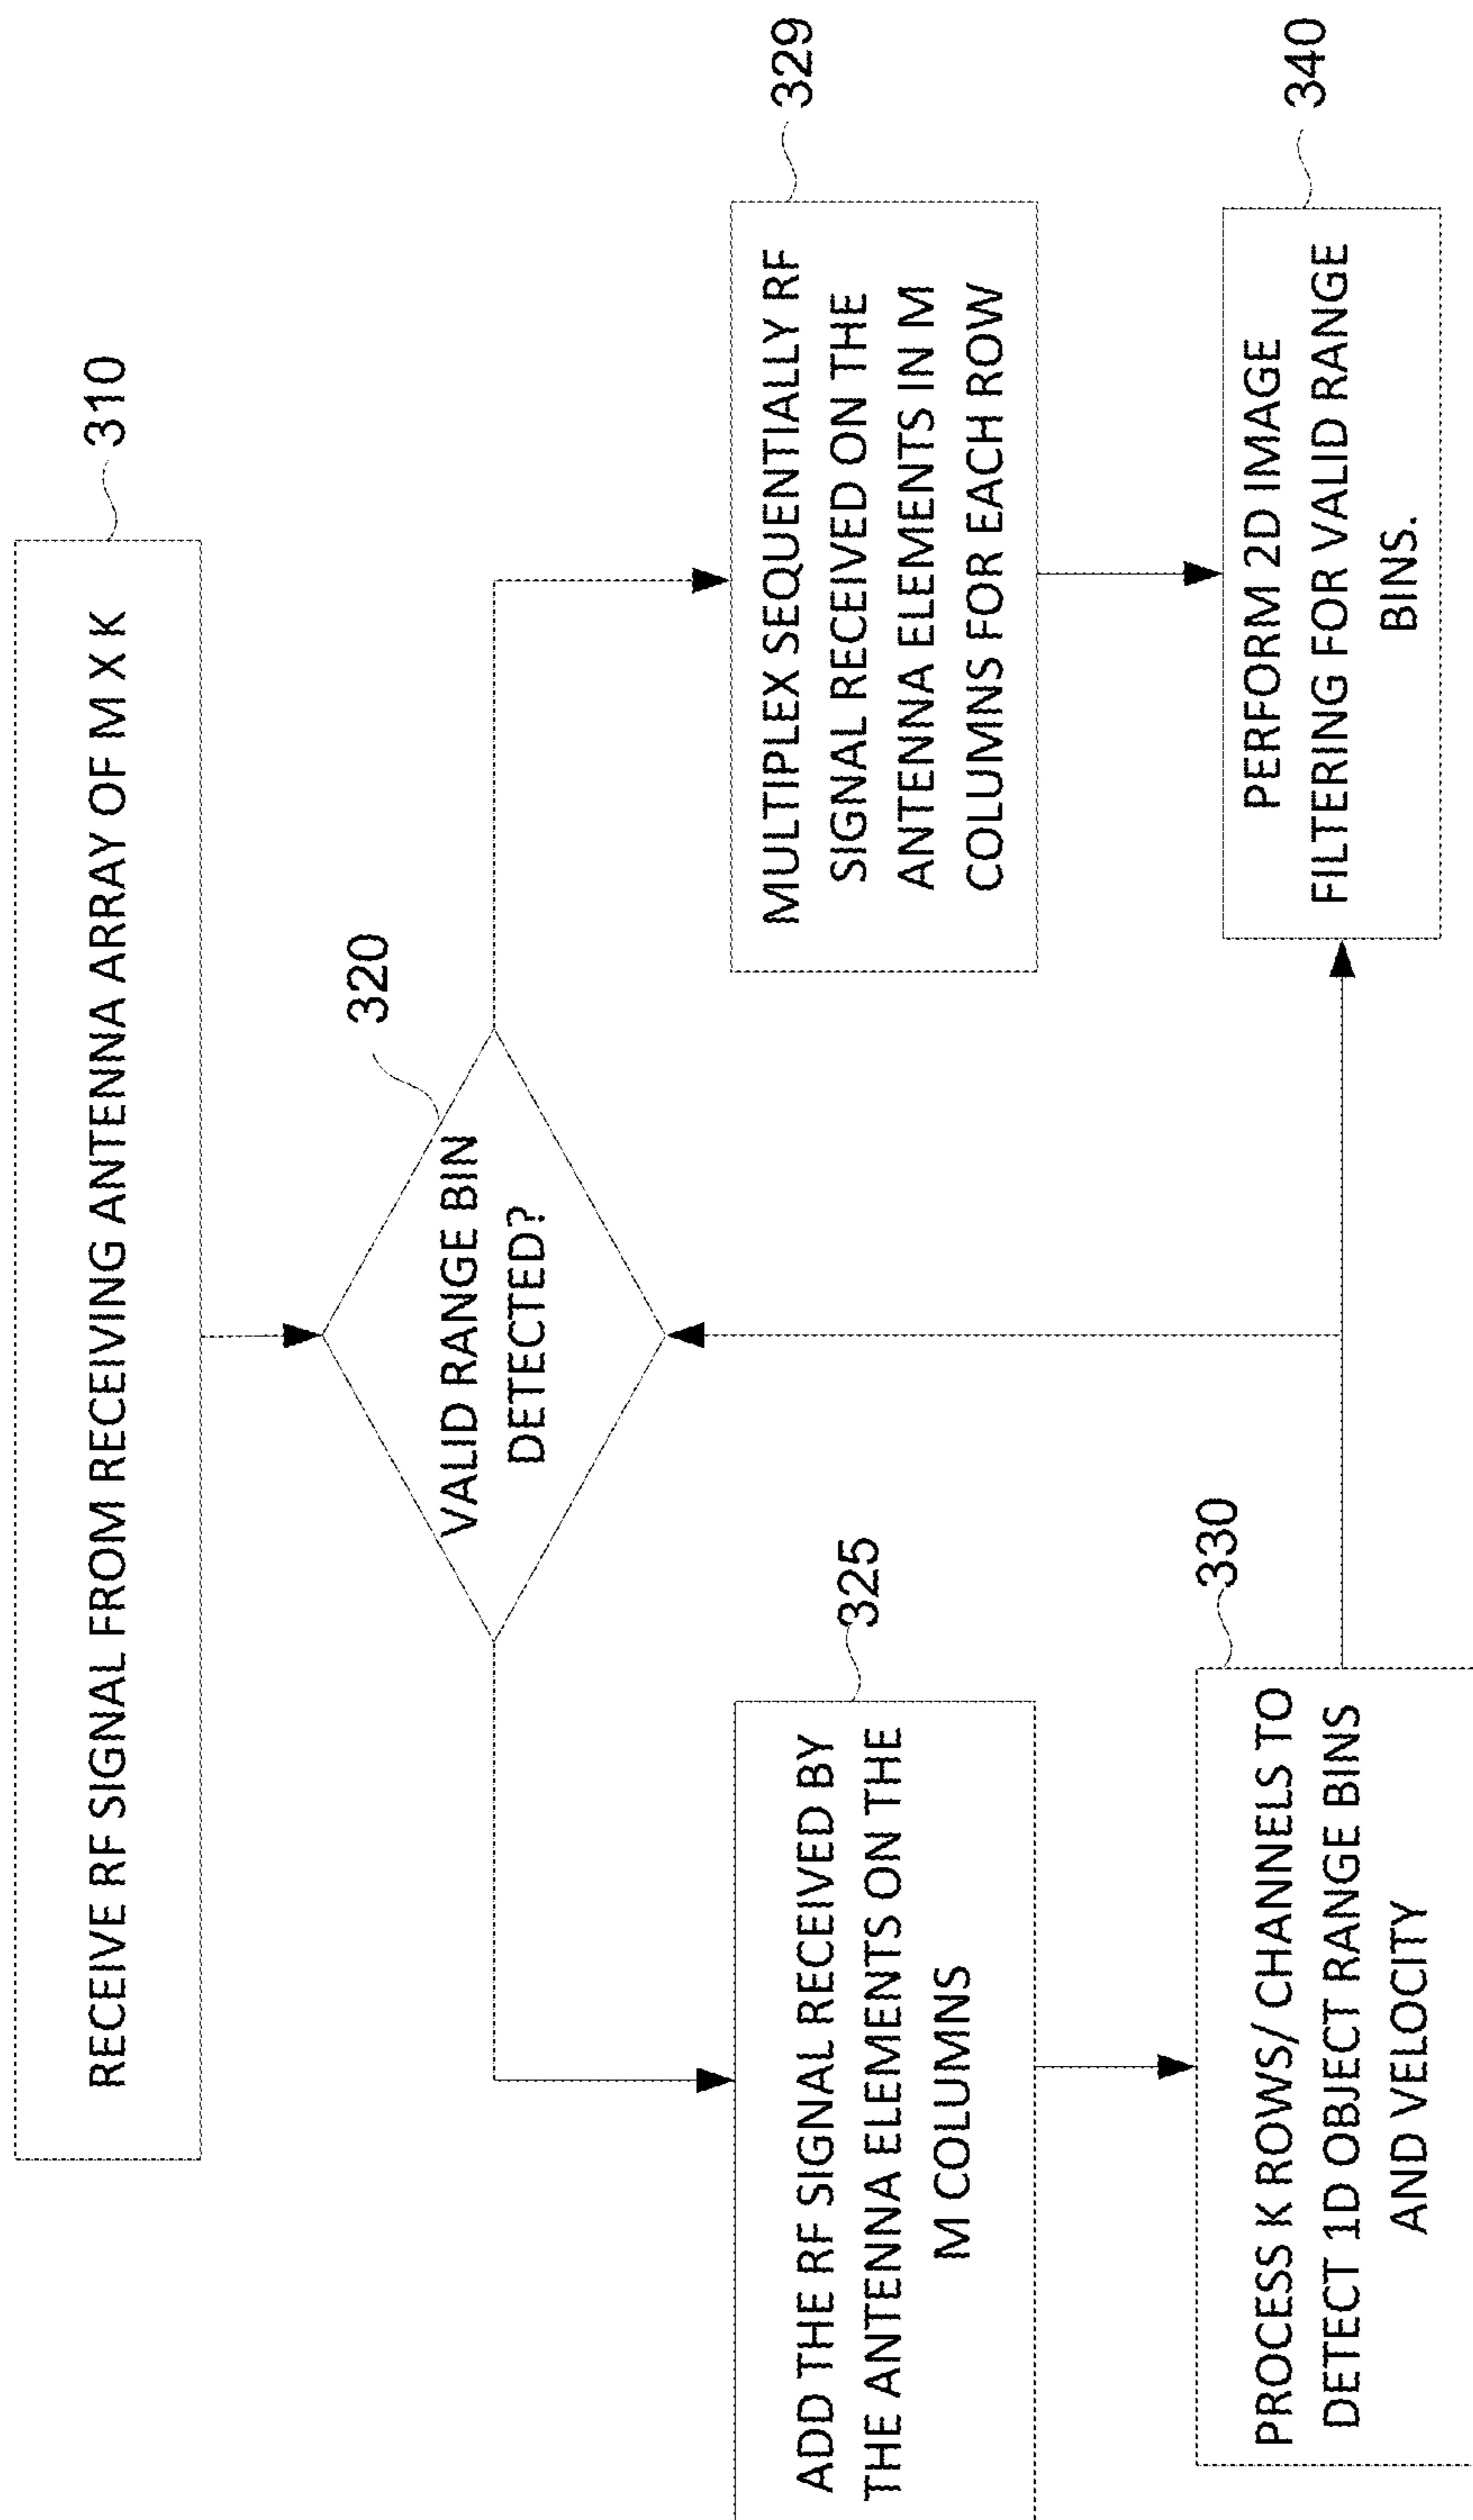 RECEIVE RF SIGNAL FROM RECEIVING ANTENNA ARRAY OF M X K
310
VALID RANGE BIN
DETECTED?
320
ADD THE RF SIGNAL RECEIVED BY
THE ANTENNA ELEMENTS ON THE
M COLUMNS
325
MULTIPLEX SEQUENTIALLY RF
SIGNAL RECEIVED ON THE
ANTENNA ELEMENTS IN M
COLUMNS FOR EACH ROW
329
PROCESS K ROWS/ CHANNELS TO
DETECT 1D OBJECT RANGE BINS
AND VELOCITY
330
PERFORM 2D IMAGE
FILTERING FOR VALID RANGE
BINS.
340